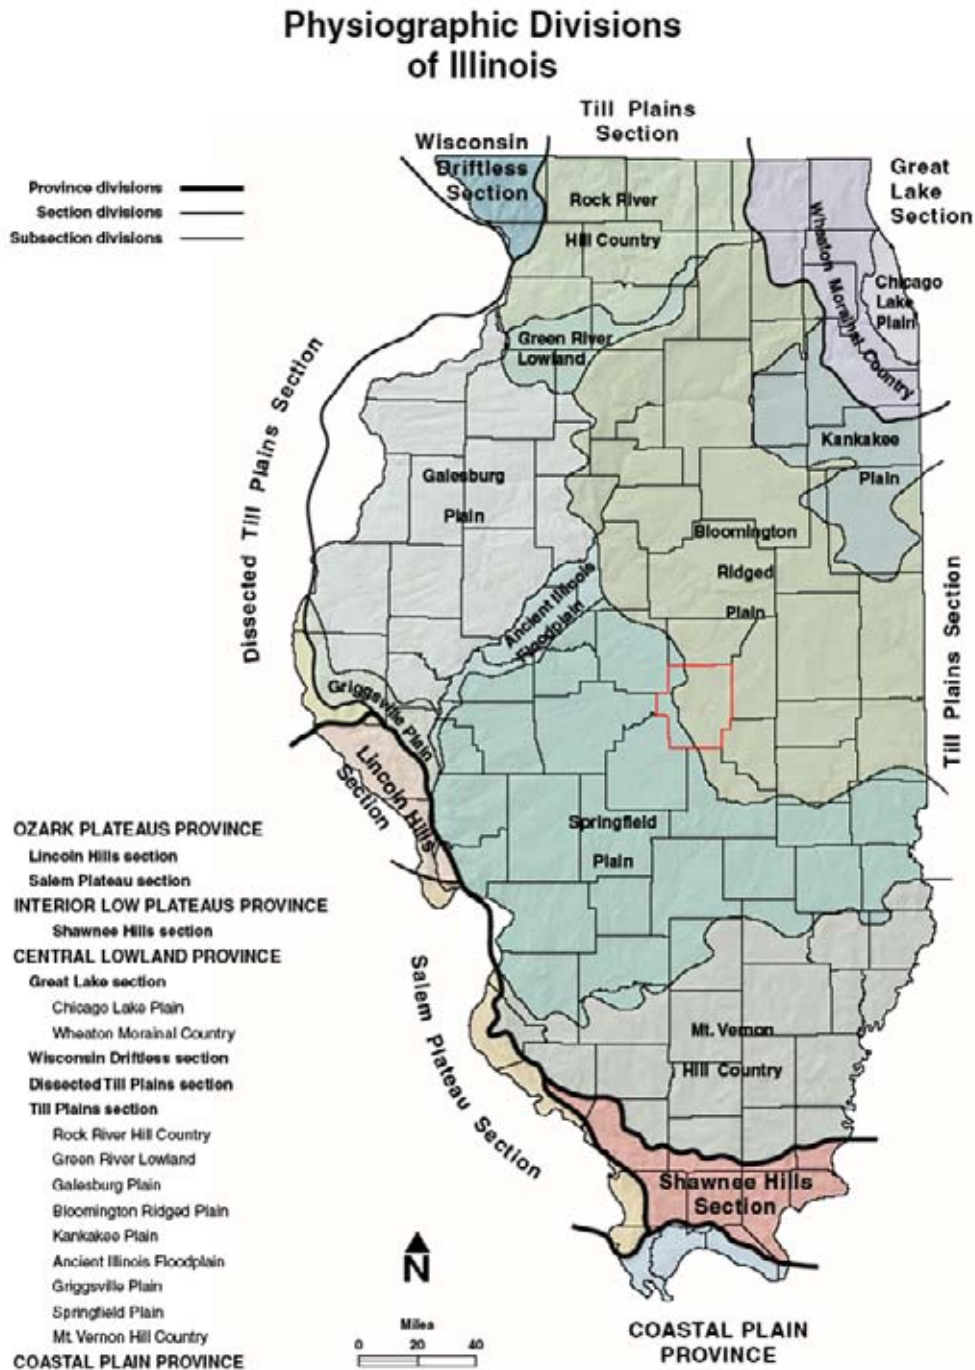 Physiographic Divisions
of Illinois
Till Plains
Section
Wisconsin
Driftless
Section
Great
Lake
Section
Province divisions
Section divisions
Subsection divisions
Rock River
Hill Country
Wheaton Morainal Country
Chicago
Lake
Plain
Green River
Lowland
Dissected Till Plains Section
Kankakee
Plain
Galesburg
Plain
Bloomington
Ridged
Plain
Ancient Illinois
Floodplain
Till Plains Section
Griggsville Plain
Lincoln Hills
Section
Springfield
Plain
OZARK PLATEAUS PROVINCE
Lincoln Hills section
Salem Plateau section
INTERIOR LOW PLATEAUS PROVINCE
Shawnee Hills section
CENTRAL LOWLAND PROVINCE
Great Lake section
Chicago Lake Plain
Wheaton Morainal Country
Wisconsin Driftless section
Dissected Till Plains section
Till Plains section
Rock River Hill Country
Green River Lowland
Galesburg Plain
Bloomington Ridged Plain
Kankakee Plain
Ancient Illinois Floodplain
Griggsville Plain
Springfield Plain
Mt. Vernon Hill Country
COASTAL PLAIN PROVINCE
Salem Plateau Section
Mt. Vernon
Hill Country
Shawnee Hills
Section
N
Miles
0 20 40
COASTAL PLAIN
PROVINCE